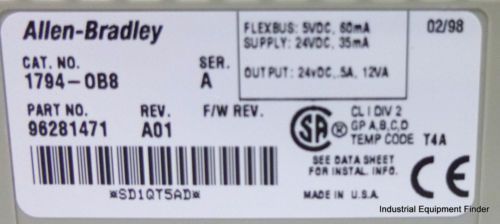 Allen-Bradley
FLEXBUS: 5VDC, 60mA
SUPPLY: 24VDC, 35mA
OUTPUT: 24vDC, .5A, 12VA
02/98
CAT. NO. SER.
1794-OB8 A
PART NO. REV. F/W REV.
96281471 A01
*SD1QT5AD*
SA
CL I DIV 2
GP A,B,C,D
TEMP CODE T4A
SEE DATA SHEET
FOR INSTAL. INFO.
CE
MADE IN U.S.A.
Industrial Equipment Finder